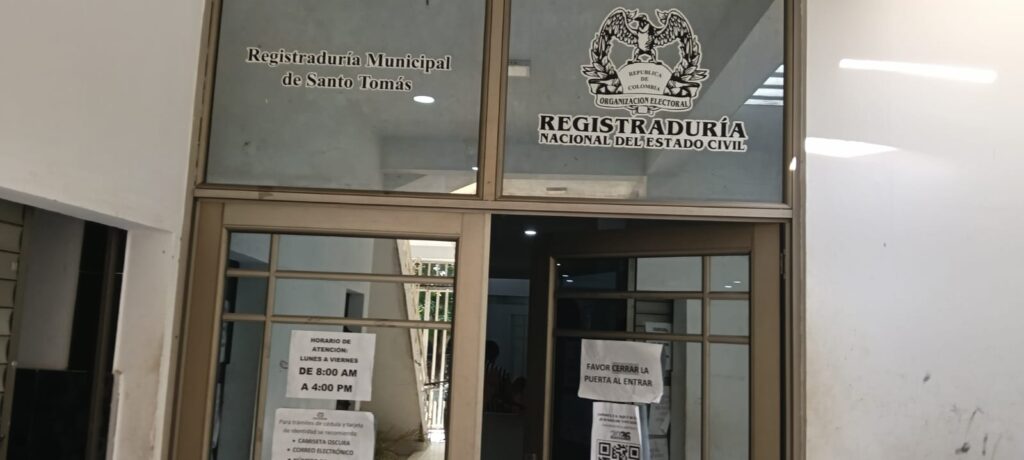 Registraduría Municipal
de Santo Tomás
REPUBLICA
DE
COLOMBIA
ORGANIZACIÓN ELECTORAL
REGISTRADURÍA
NACIONAL DEL ESTADO CIVIL
HORARIO DE
ATENCIÓN:
LUNES A VIERNES
DE 8:00 AM
A 4:00 PM
Para trámites de cédula y tarjeta
de identidad se recomienda
• CAMISETA OSCURA
• CORREO ELECTRÓNICO
FAVOR CERRAR LA
PUERTA AL ENTRAR